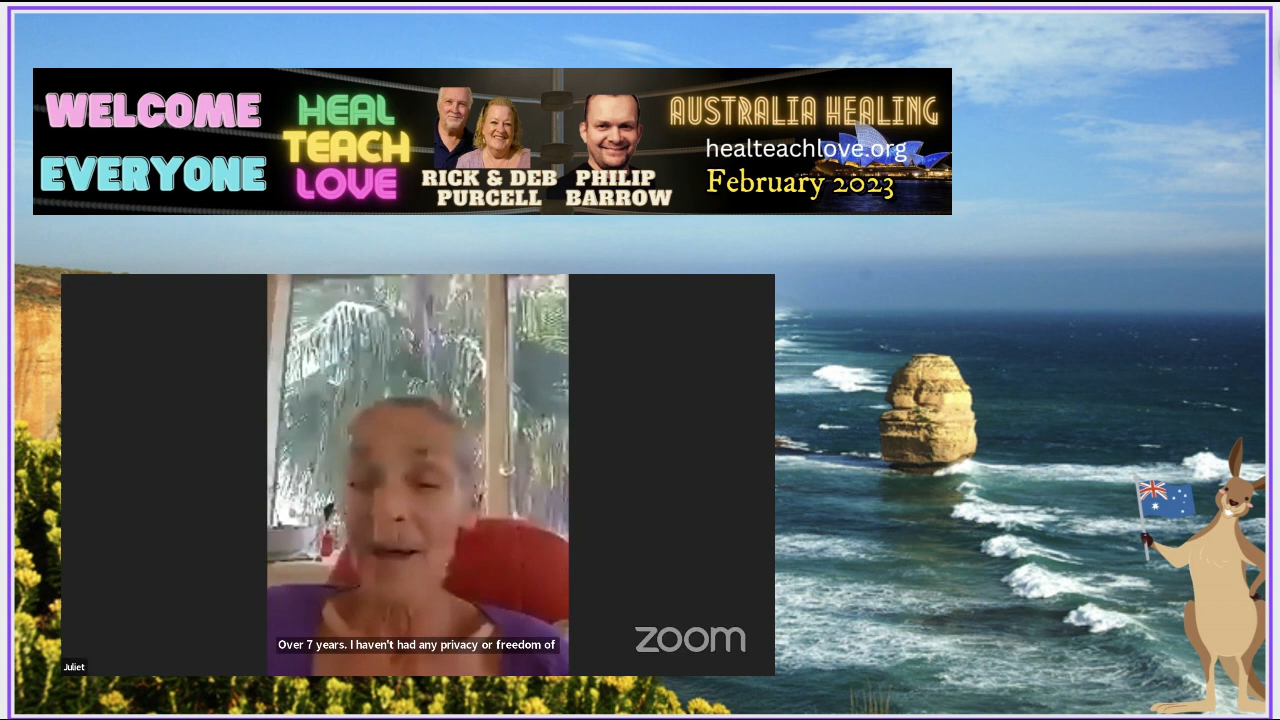 WELCOME
EVERYONE
HEAL
TEACH
LOVE
RICK & DEB
PURCELL
PHILIP
BARROW
AUSTRALIA HEALING
healteachlove.org
February 2023
Over 7 years. I haven't had any privacy or freedom of
zoom
Juliet